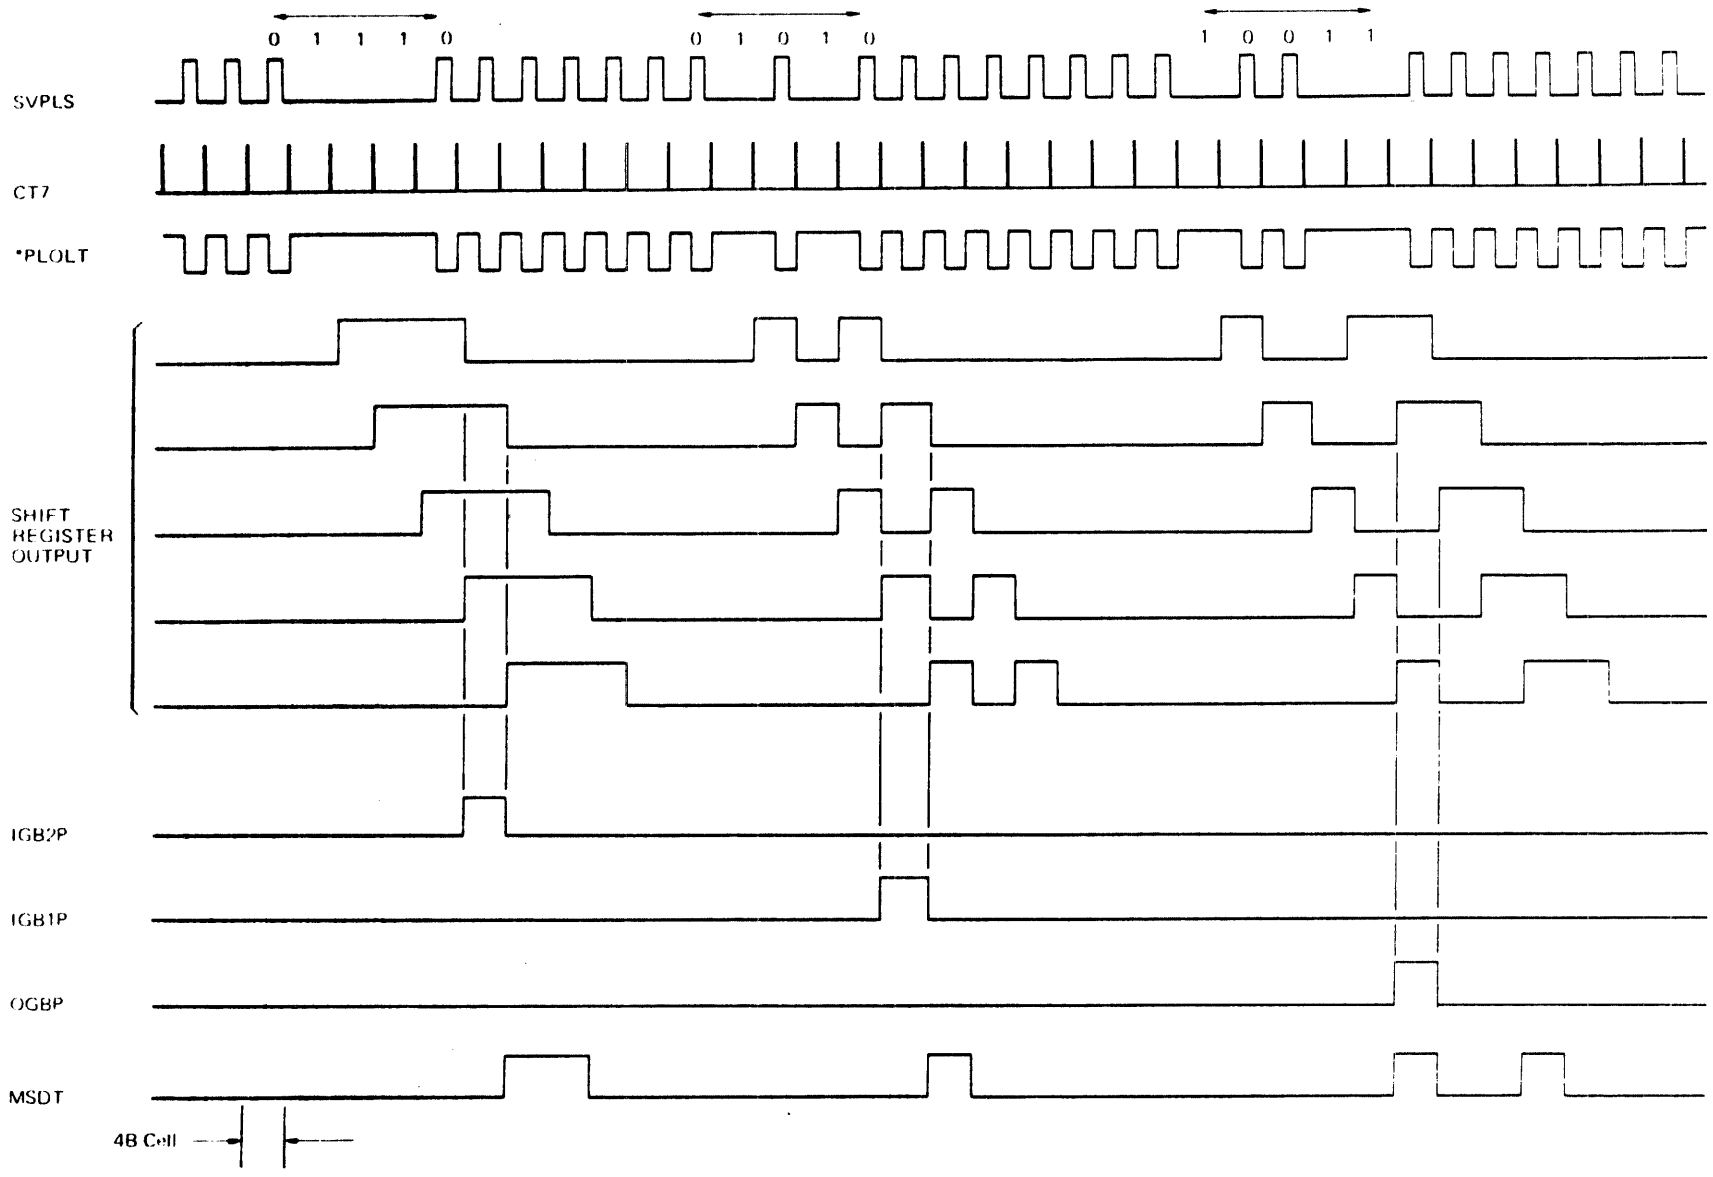 0 1 1 1 0 0 1 0 1 0 1 0 0 1 1
SVPLS
CT7
*PLOLT
SHIFT
REGISTER
OUTPUT
IGB2P
IGB1P
OGBP
MSDT
4B Cell